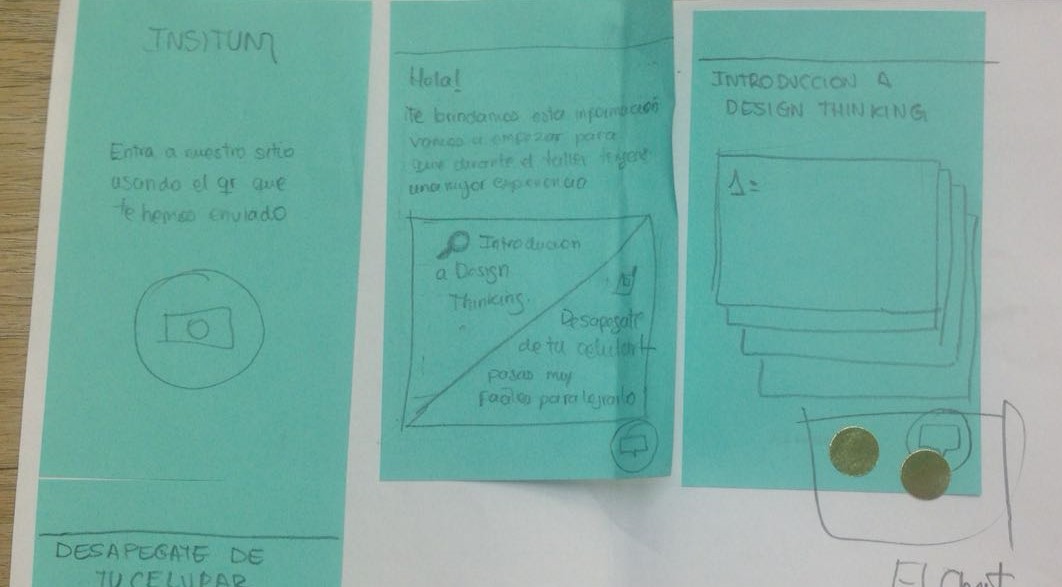 INSITUM
Entra a nuestro sitio
usando el qr que
te hemos enviado
DESAPEGATE DE
TU CELULAR
Hola!
Te brindamos esta información
vamos a empezar para
que durante el taller
una mejor experiencia
Introducion
a Design
Thinking.
Desapegate
de tu celular
pasos muy
faciles para lograrlo!
INTRODUCCION A
DESIGN THINKING
1=
El Chat